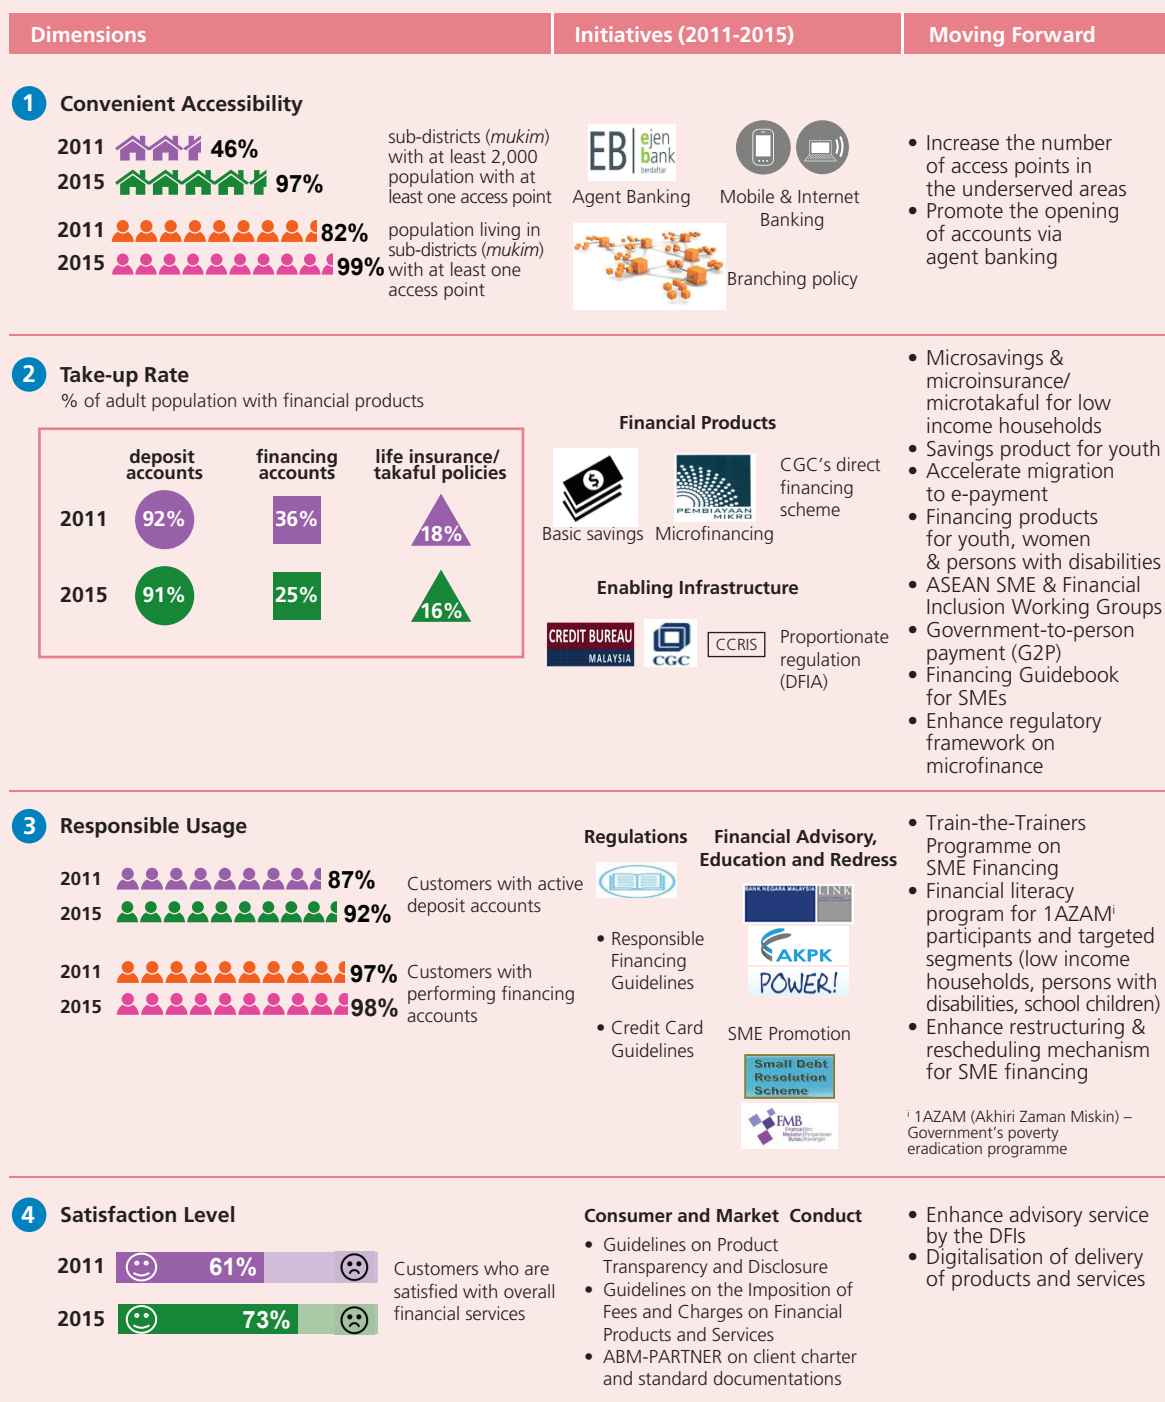 Dimensions
Initiatives (2011-2015)
Moving Forward
1 Convenient Accessibility
2011 46%
2015 97%
sub-districts (mukim)
with at least 2,000
population with at
least one access point
2011 82%
2015 99%
population living in
sub-districts (mukim)
with at least one
access point
EB ejen
bank
berdaftar
Agent Banking
Mobile & Internet
Banking
Branching policy
• Increase the number
of access points in
the underserved areas
• Promote the opening
of accounts via
agent banking
2 Take-up Rate
% of adult population with financial products
deposit
accounts
financing
accounts
life insurance/
takaful policies
2011 92% 36% 18%
2015 91% 25% 16%
Financial Products
$
Basic savings
PEMBIAYAAN
MIKRO
Microfinancing
CGC's direct
financing
scheme
Enabling Infrastructure
CREDIT BUREAU
MALAYSIA
CGC
CCRIS
Proportionate
regulation
(DFIA)
• Microsavings &
microinsurance/
microtakaful for low
income households
• Savings product for youth
• Accelerate migration
to e-payment
• Financing products
for youth, women
& persons with disabilities
• ASEAN SME & Financial
Inclusion Working Groups
• Government-to-person
payment (G2P)
• Financing Guidebook
for SMEs
• Enhance regulatory
framework on
microfinance
3 Responsible Usage
2011 87%
2015 92%
Customers with active
deposit accounts
2011 97%
2015 98%
Customers with
performing financing
accounts
Regulations
• Responsible
Financing
Guidelines
• Credit Card
Guidelines
Financial Advisory,
Education and Redress
BANK NEGARA MALAYSIA LINK
AKPK
POWER!
SME Promotion
Small Debt
Resolution
Scheme
FMB
• Train-the-Trainers
Programme on
SME Financing
• Financial literacy
program for 1AZAMⁱ
participants and targeted
segments (low income
households, persons with
disabilities, school children)
• Enhance restructuring &
rescheduling mechanism
for SME financing
ⁱ 1AZAM (Akhiri Zaman Miskin) –
Government's poverty
eradication programme
4 Satisfaction Level
2011 61%
2015 73%
Customers who are
satisfied with overall
financial services
Consumer and Market Conduct
• Guidelines on Product
Transparency and Disclosure
• Guidelines on the Imposition of
Fees and Charges on Financial
Products and Services
• ABM-PARTNER on client charter
and standard documentations
• Enhance advisory service
by the DFIs
• Digitalisation of delivery
of products and services